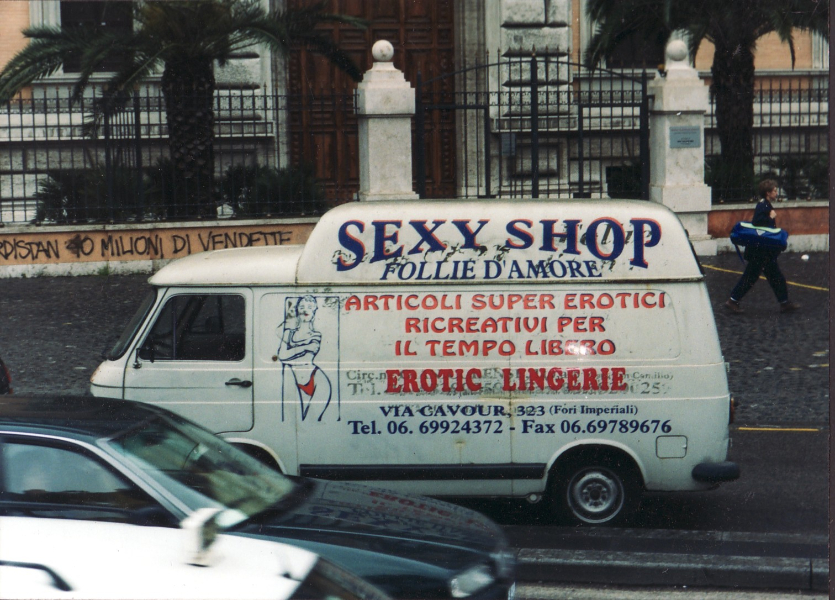 SEXY SHOP
FOLLIE D'AMORE
RDISTAN 40 MILIONI DI VENDETTE
ARTICOLI SUPER EROTICI
RICREATIVI PER
IL TEMPO LIBERO
EROTIC LINGERIE
VIA CAVOUR, 323 (Fori Imperiali)
Tel. 06. 69924372 - Fax 06.69789676